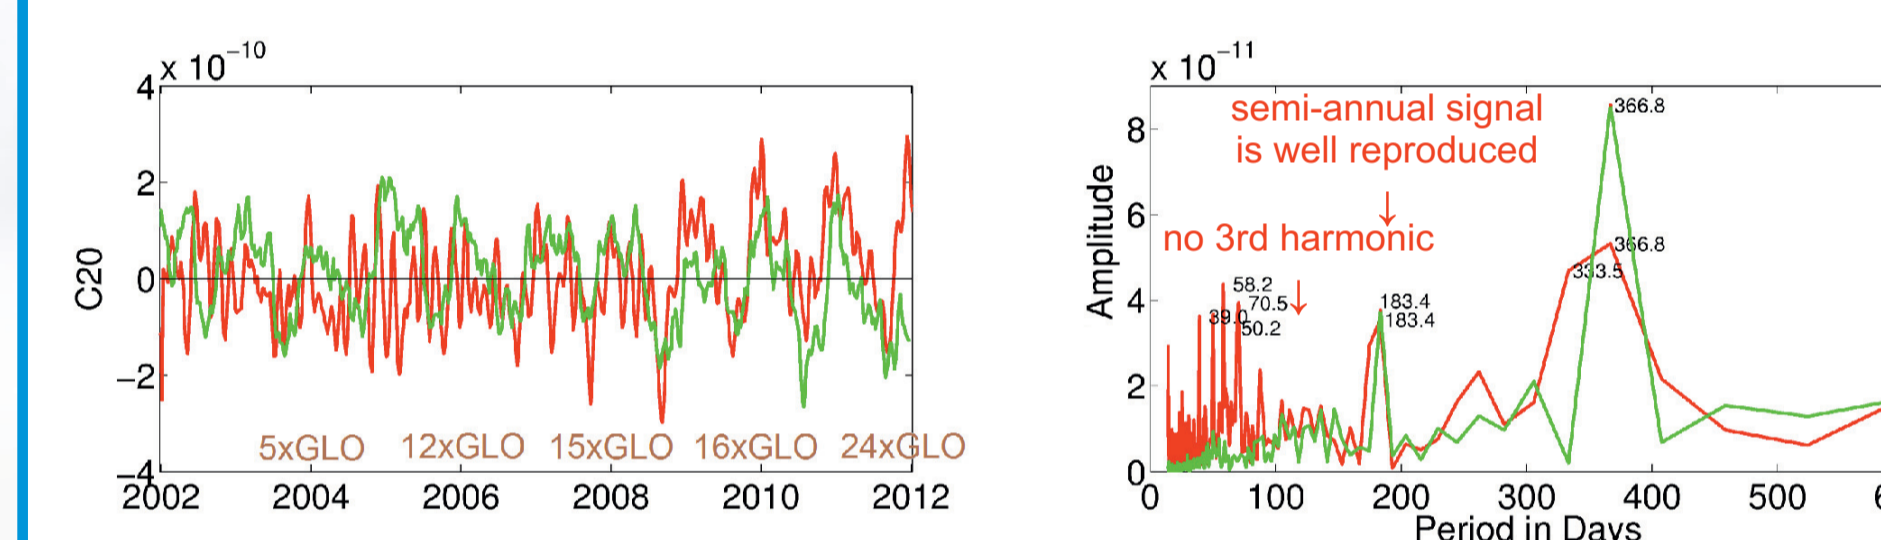 x 10−10
4
2
0
−2
−4
C20
5xGLO 12xGLO 15xGLO 16xGLO 24xGLO
2002 2004 2006 2008 2010 2012
x 10−11
semi-annual signal
is well reproduced
↓
no 3rd harmonic
↓
8
6
4
2
0
Amplitude
366.8
366.8
333.5
58.2
70.5
39.0
50.2
183.4
183.4
0 100 200 300 400 500
Period in Days